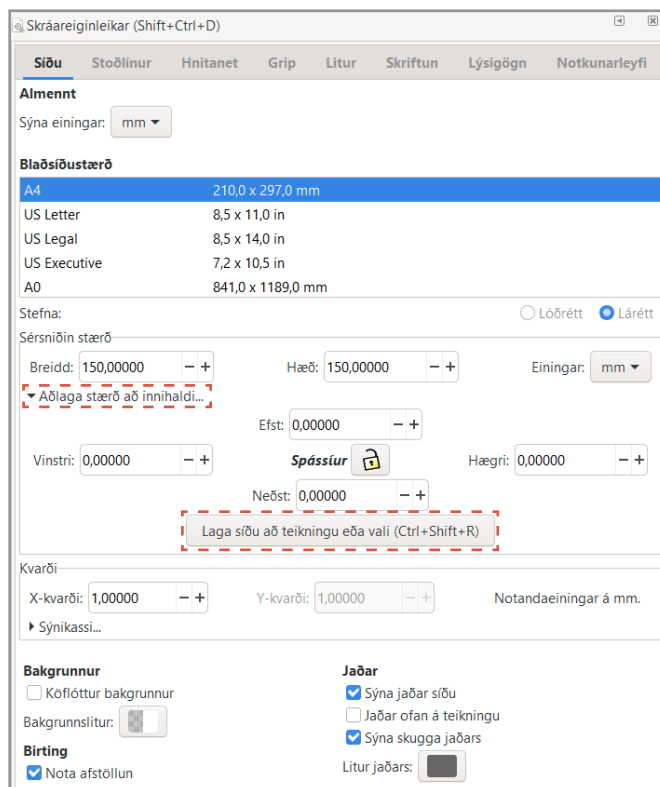 Skráareiginleikar (Shift+Ctrl+D)
Síðu Stoðlínur Hnitanet Grip Litur Skriftun Lýsigögn Notkunarleyfi
Almennt
Sýna einingar: mm
Blaðsíðustærð
A4 210,0 x 297,0 mm
US Letter 8,5 x 11,0 in
US Legal 8,5 x 14,0 in
US Executive 7,2 x 10,5 in
A0 841,0 x 1189,0 mm
Stefna: Lóðrétt Lárétt
Sérsniðin stærð
Breidd: 150,00000 − + Hæð: 150,00000 − + Einingar: mm
Aðlaga stærð að innihaldi...
Efst: 0,00000 − +
Vinstri: 0,00000 − + Spássíur Hægri: 0,00000 − +
Neðst: 0,00000 − +
Laga síðu að teikningu eða vali (Ctrl+Shift+R)
Kvarði
X-kvarði: 1,00000 − + Y-kvarði: 1,00000 − + Notandaeiningar á mm.
Sýnikassi...
Bakgrunnur Jaðar
Köflóttur bakgrunnur Sýna jaðar síðu
Bakgrunnslitur: Jaðar ofan á teikningu
Birting Sýna skugga jaðars
Nota afstöllun Litur jaðars: